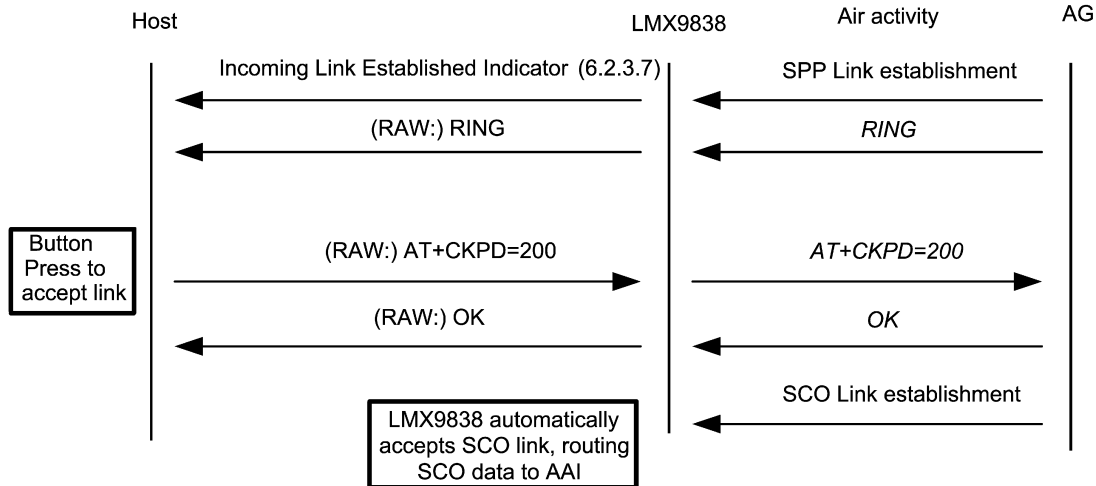 Host
LMX9838
Air activity
AG
Incoming Link Established Indicator (6.2.3.7)
SPP Link establishment
(RAW:) RING
RING
Button
Press to
accept link
(RAW:) AT+CKPD=200
AT+CKPD=200
(RAW:) OK
OK
SCO Link establishment
LMX9838 automatically
accepts SCO link, routing
SCO data to AAI